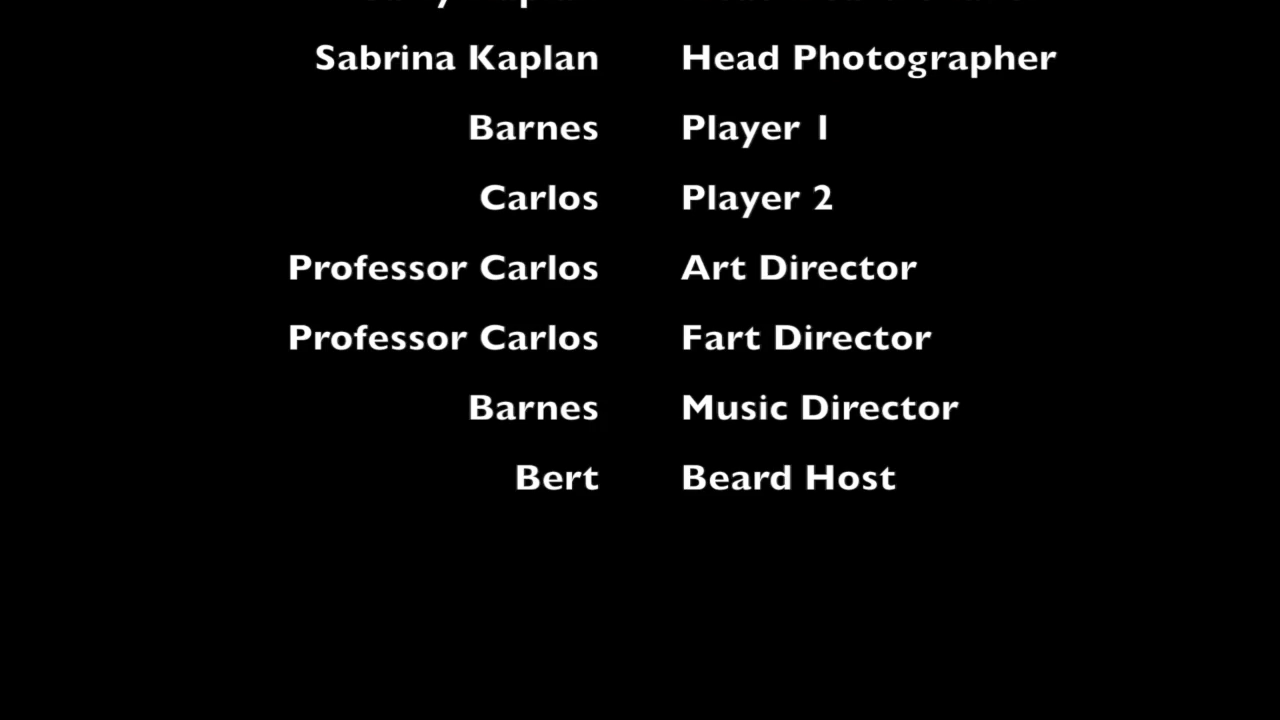 Sabrina Kaplan Head Photographer
Barnes Player 1
Carlos Player 2
Professor Carlos Art Director
Professor Carlos Fart Director
Barnes Music Director
Bert Beard Host